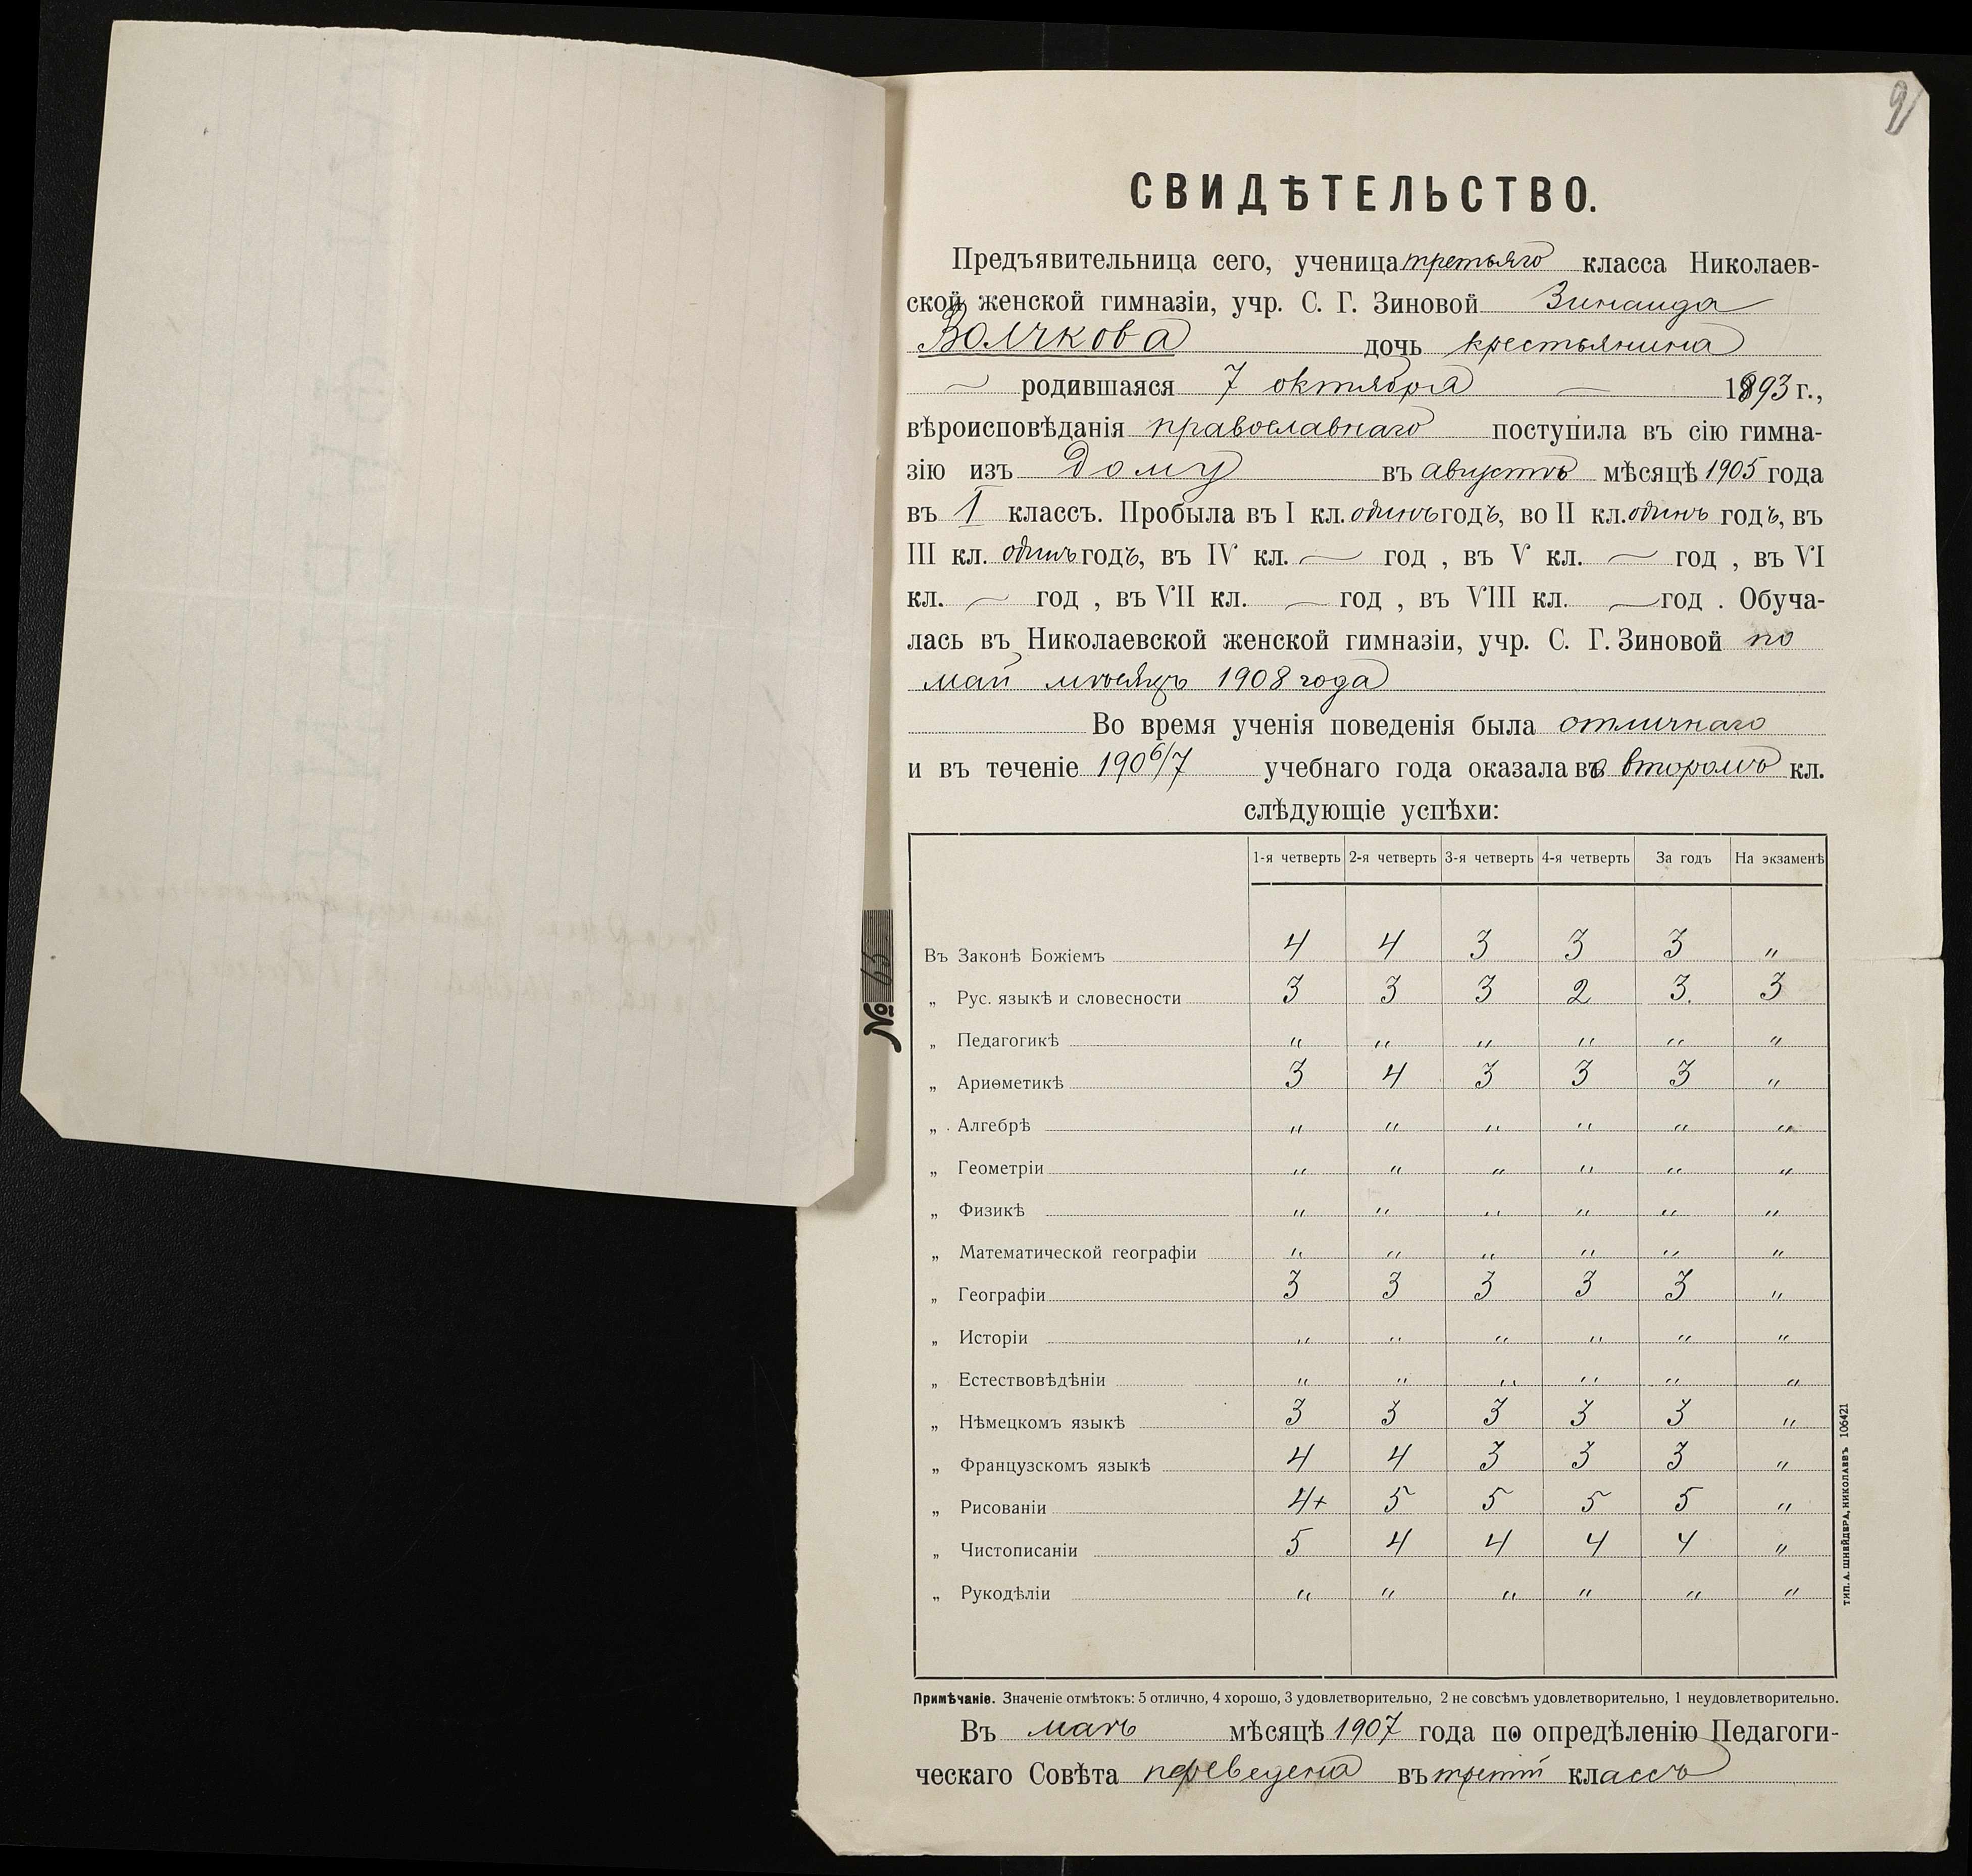 9
СВИДѢТЕЛЬСТВО.
Предъявительница сего, ученица третьяго класса Николаев-
ской женской гимназіи, учр. С. Г. Зиновой Зинаида
Волчкова дочь крестьянина
— родившаяся 7 октября — 1893 г.,
вѣроисповѣданія православнаго поступила въ сію гимна-
зію изъ дому въ августѣ мѣсяцѣ 1905 года
въ I классъ. Пробыла въ I кл. одинъ годъ, во II кл. одинъ годъ, въ
III кл. одинъ годъ, въ IV кл. — год , въ V кл. — год , въ VI
кл. — год , въ VII кл. — год , въ VIII кл. — год . Обуча-
лась въ Николаевской женской гимназіи, учр. С. Г. Зиновой по
май мѣсяцъ 1908 года
Во время ученія поведенія была отличнаго
и въ теченіе 1906/7 учебнаго года оказала во второмъ кл.
слѣдующіе успѣхи:
1-я четверть 2-я четверть 3-я четверть 4-я четверть За годъ На экзаменѣ
Въ Законѣ Божіемъ 4 4 3 3 3 "
№ 65
„ Рус. языкѣ и словесности 3 3 3 2 3. 3
„ Педагогикѣ " " " " " "
„ Ариѳметикѣ 3 4 3 3 3 "
„ Алгебрѣ " " " " " "
„ Геометріи " " " " " "
„ Физикѣ " " " " " "
„ Математической географіи " " " " " "
„ Географіи 3 3 3 3 3 "
„ Исторіи " " " " " "
„ Естествовѣдѣніи " " " " " "
„ Нѣмецкомъ языкѣ 3 3 3 3 3 "
„ Французскомъ языкѣ 4 4 3 3 3 "
„ Рисованіи 4+ 5 5 5 5 "
„ Чистописаніи 5 4 4 4 4 "
„ Рукодѣліи " " " " " "
ТИП. А. ШНЕЙДЕРА, НИКОЛАЕВЪ 106421
Примѣчаніе. Значеніе отмѣтокъ: 5 отлично, 4 хорошо, 3 удовлетворительно, 2 не совсѣмъ удовлетворительно, 1 неудовлетворительно.
Въ маѣ мѣсяцѣ 1907 года по опредѣленію Педагоги-
ческаго Совѣта переведена въ третій классъ